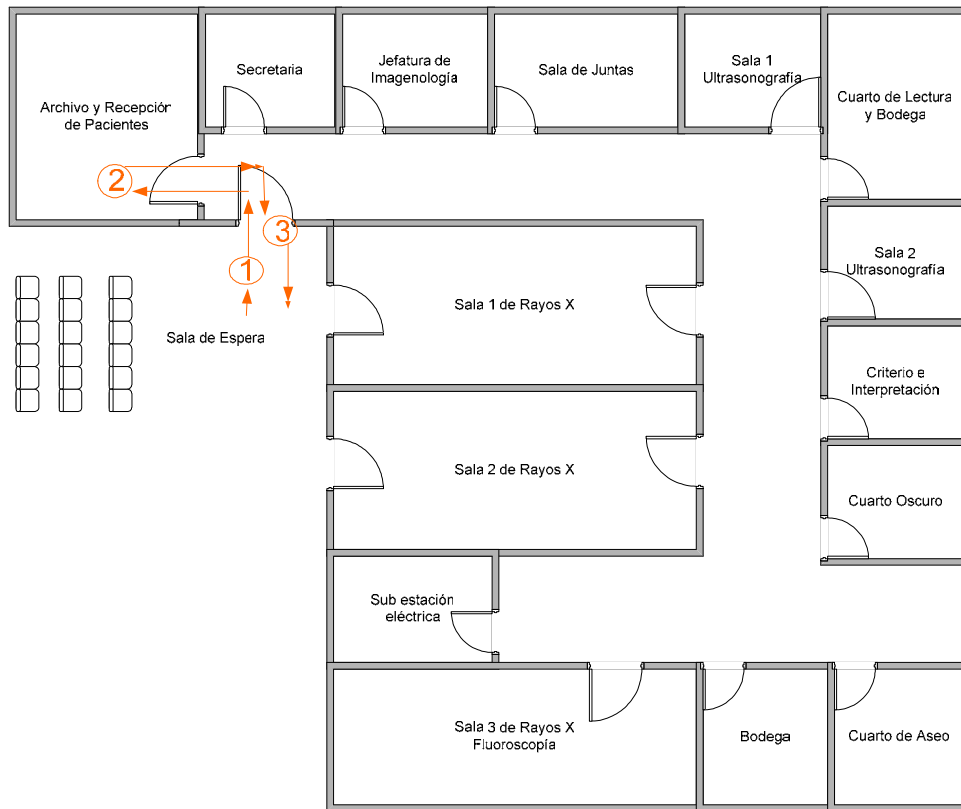 Secretaria
Jefatura de
Imagenología
Sala de Juntas
Sala 1
Ultrasonografía
Archivo y Recepción
de Pacientes
Cuarto de Lectura
y Bodega
2
3
1
Sala 2
Ultrasonografía
Sala 1 de Rayos X
Sala de Espera
Criterio e
Interpretación
Sala 2 de Rayos X
Cuarto Oscuro
Sub estación
eléctrica
Sala 3 de Rayos X
Fluoroscopía
Bodega
Cuarto de Aseo